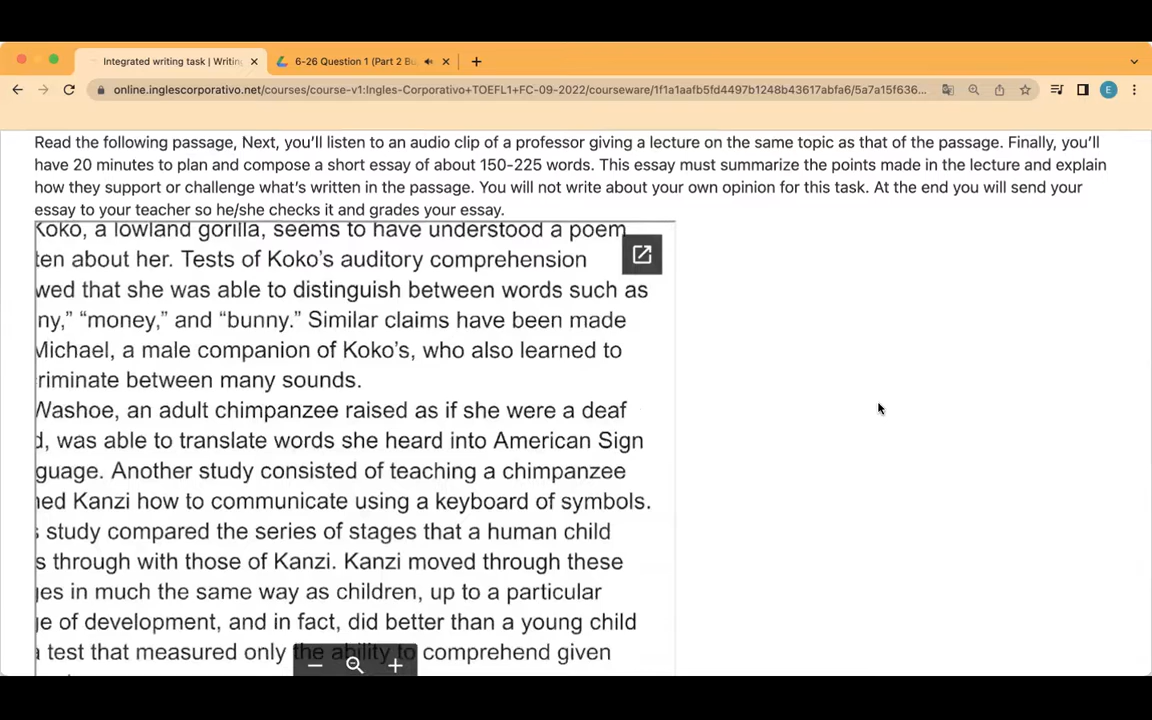 Integrated writing task | Writin
6-26 Question 1 (Part 2 Bu
online.inglescorporativo.net/courses/course-v1:Ingles-Corporativo+TOEFL1+FC-09-2022/courseware/1f1a1aafb5fd4497b1248b43617abfa6/5a7a15f636...
E
Read the following passage, Next, you'll listen to an audio clip of a professor giving a lecture on the same topic as that of the passage. Finally, you'll
have 20 minutes to plan and compose a short essay of about 150-225 words. This essay must summarize the points made in the lecture and explain
how they support or challenge what's written in the passage. You will not write about your own opinion for this task. At the end you will send your
essay to your teacher so he/she checks it and grades your essay.
Koko, a lowland gorilla, seems to have understood a poem
ten about her. Tests of Koko's auditory comprehension
wed that she was able to distinguish between words such as
ny,” “money,” and “bunny.” Similar claims have been made
Michael, a male companion of Koko's, who also learned to
riminate between many sounds.
Washoe, an adult chimpanzee raised as if she were a deaf
d, was able to translate words she heard into American Sign
guage. Another study consisted of teaching a chimpanzee
ned Kanzi how to communicate using a keyboard of symbols.
s study compared the series of stages that a human child
s through with those of Kanzi. Kanzi moved through these
ges in much the same way as children, up to a particular
ge of development, and in fact, did better than a young child
a test that measured only the ability to comprehend given